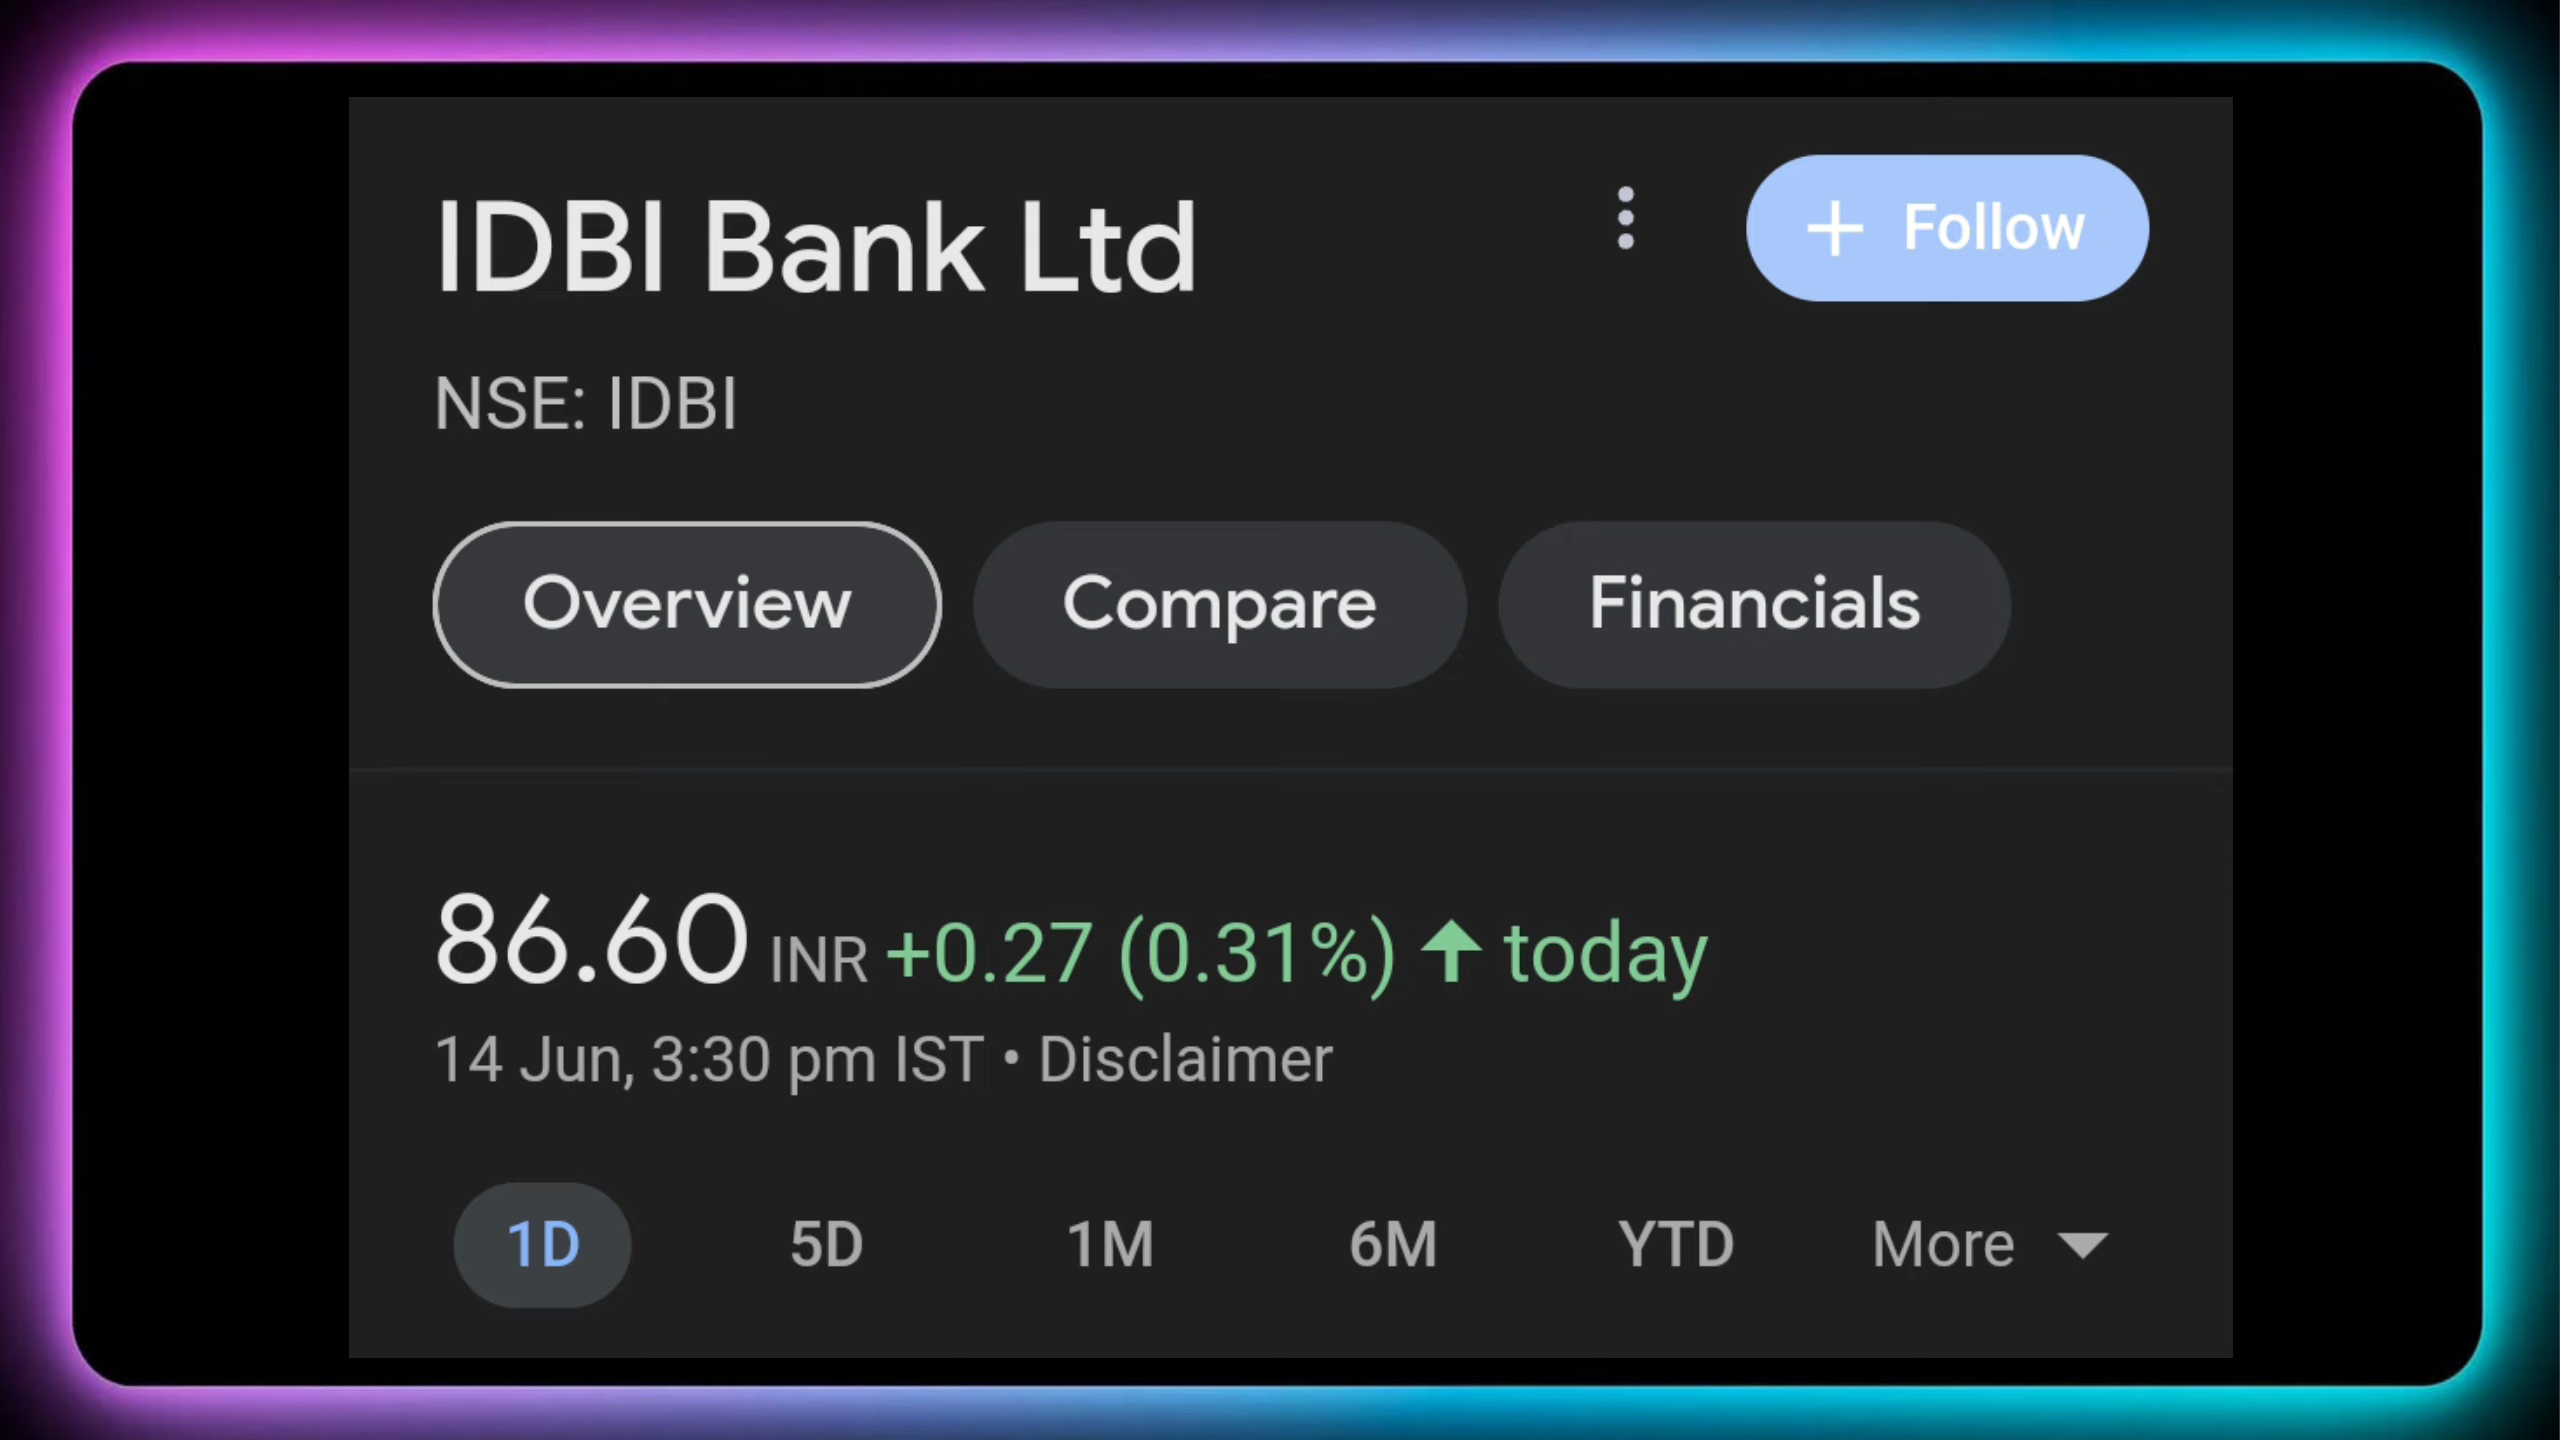 IDBI Bank Ltd
+ Follow
NSE: IDBI
Overview Compare Financials
86.60 INR +0.27 (0.31%) ↑ today
14 Jun, 3:30 pm IST • Disclaimer
1D 5D 1M 6M YTD More